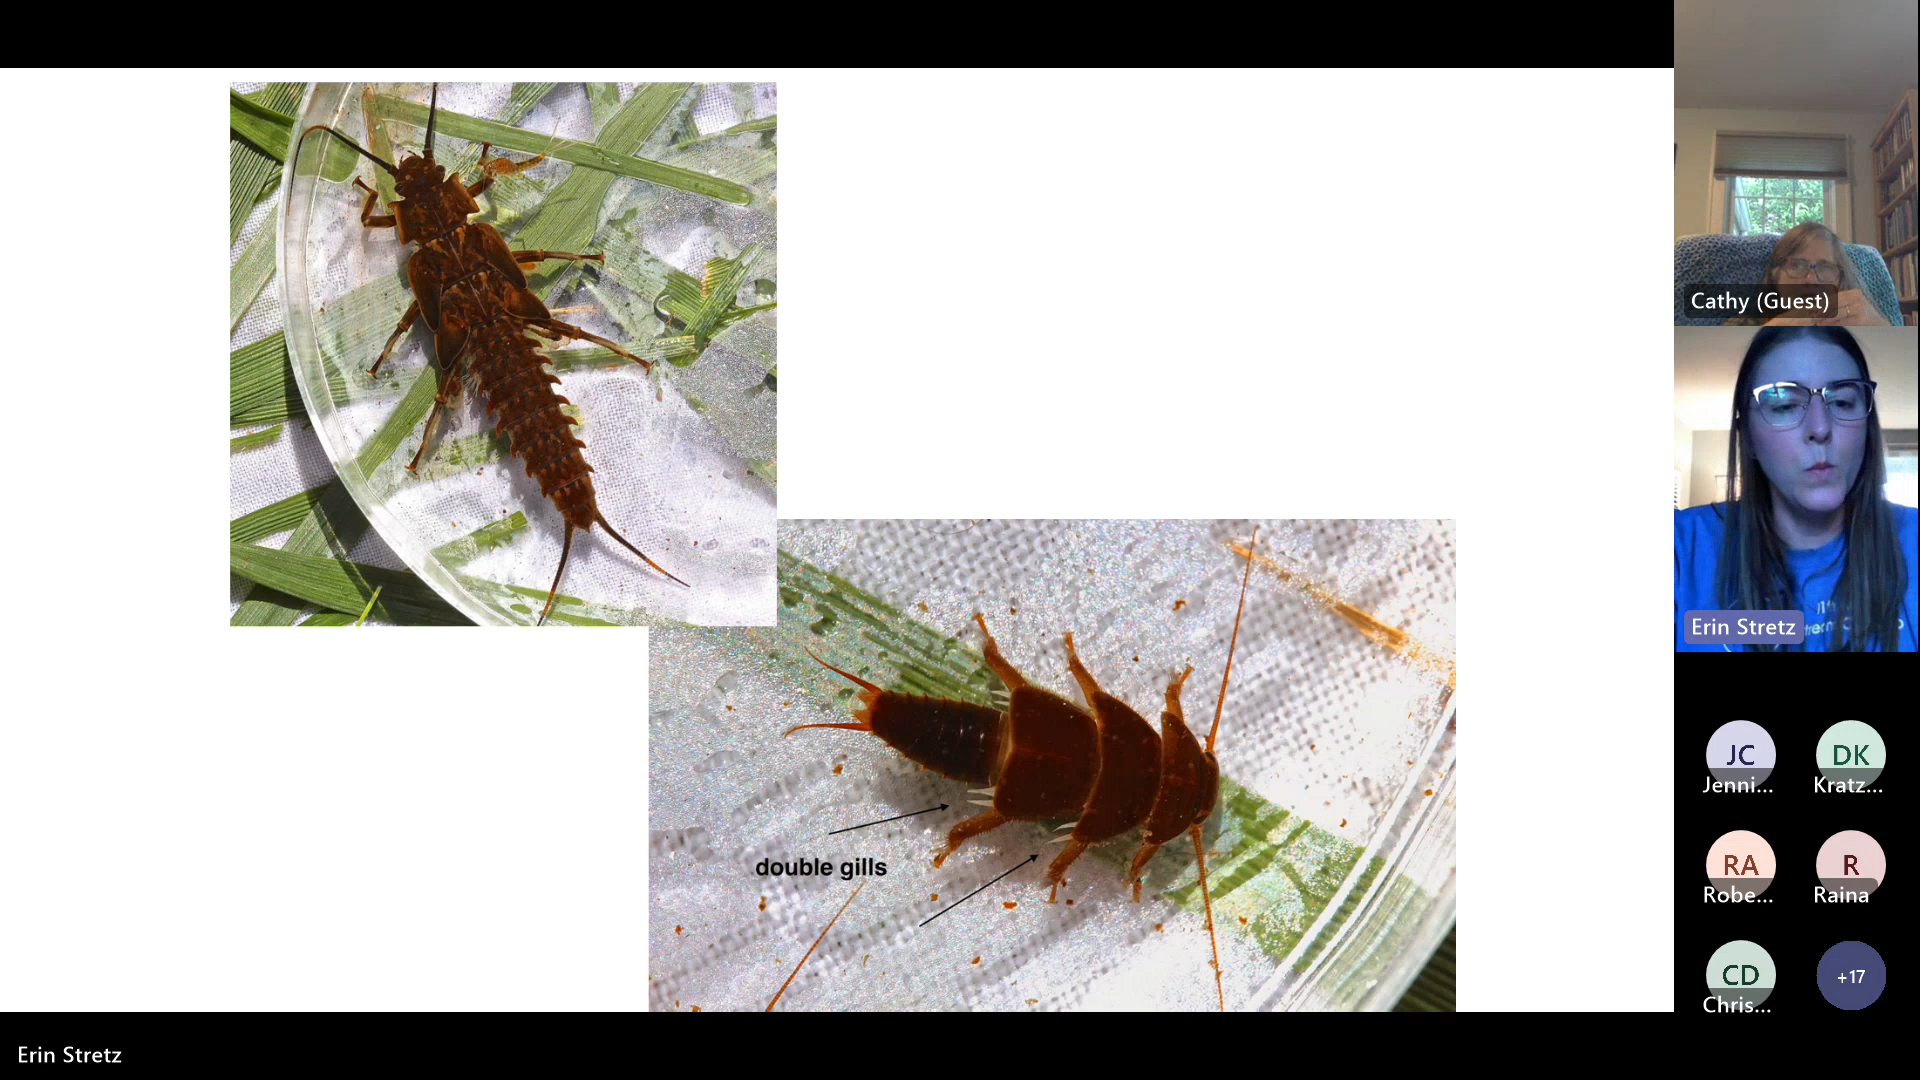 Cathy (Guest)
Erin Stretz
double gills
JC
DK
Jenni...
Kratz...
RA
R
Robe...
Raina
CD
+17
Chris...
Erin Stretz